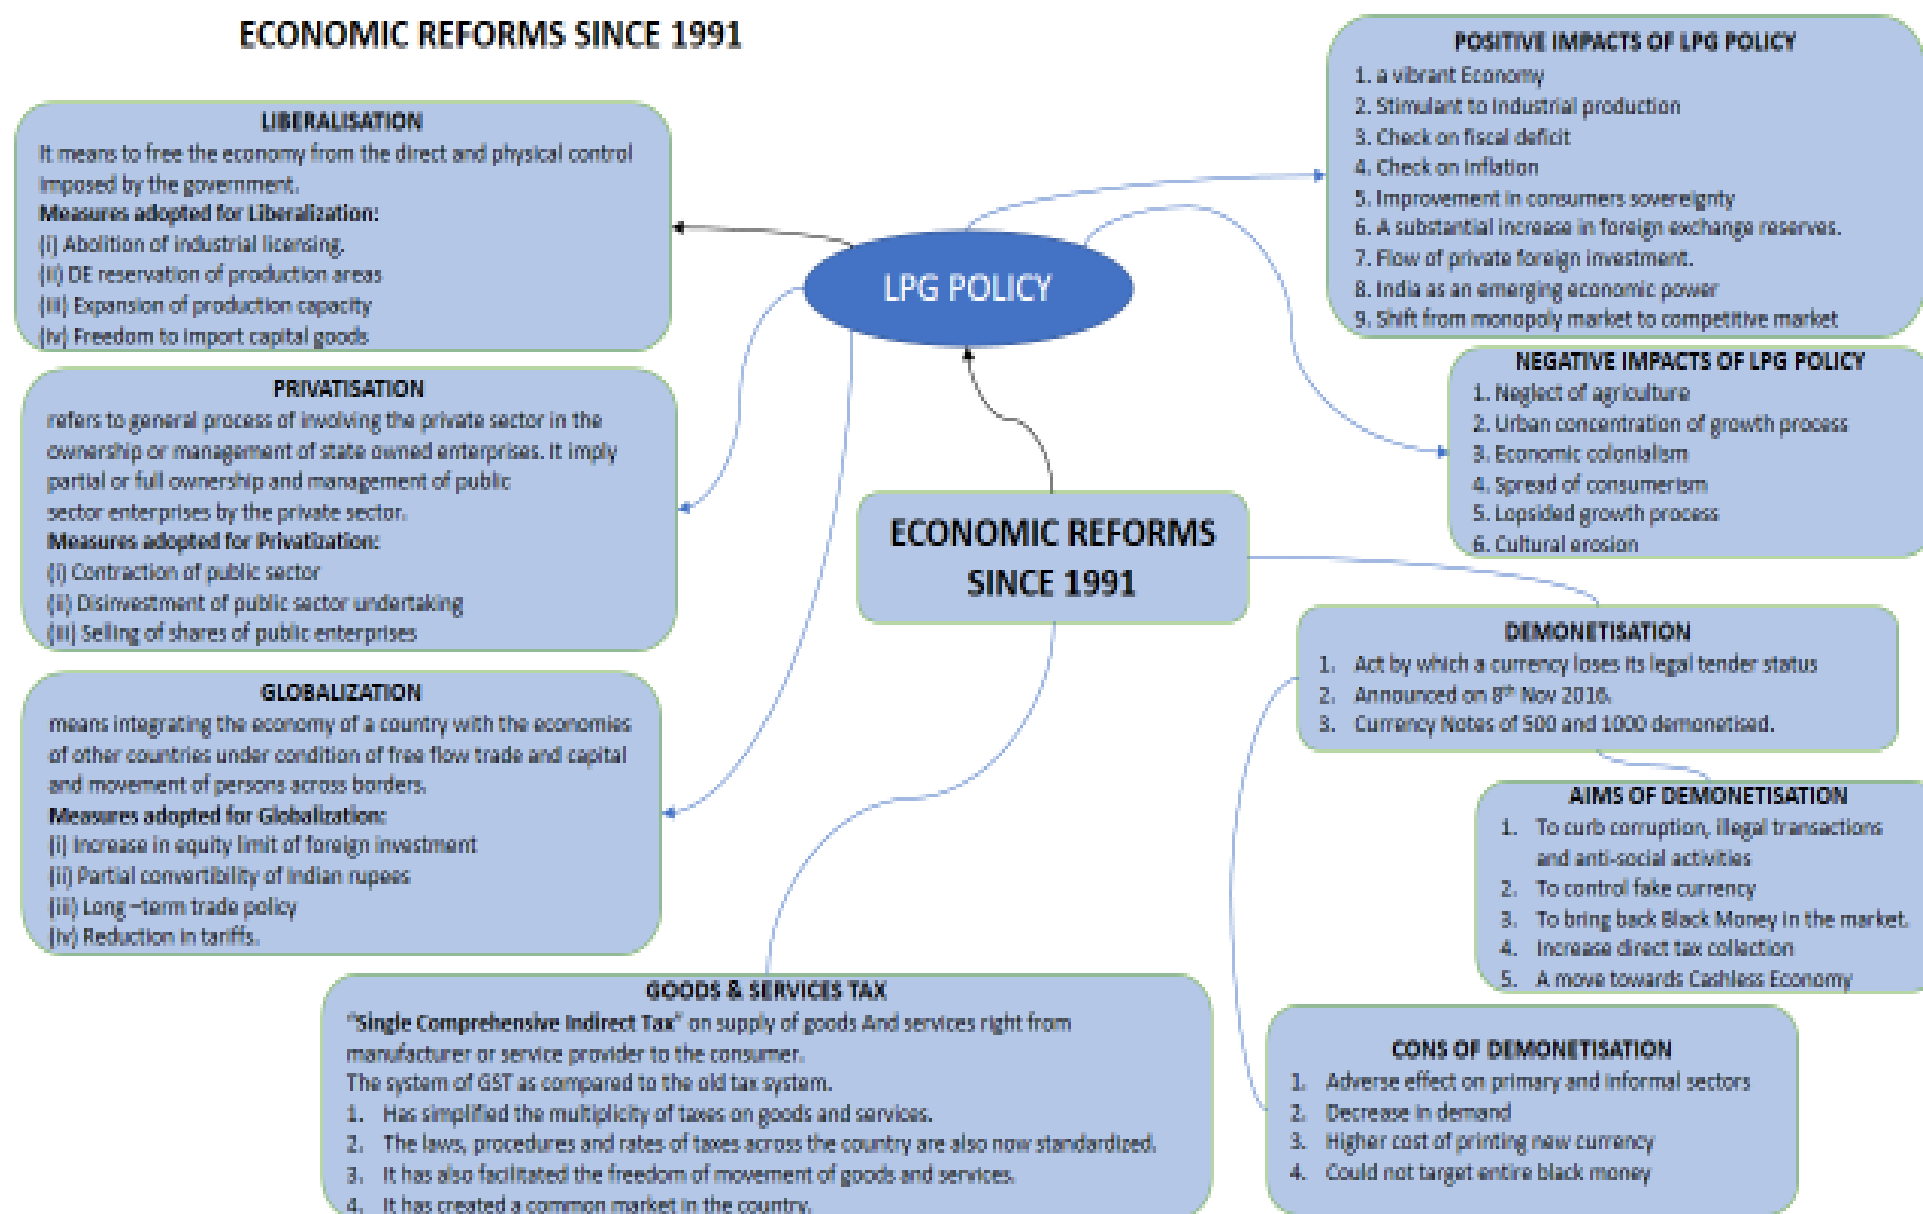 ECONOMIC REFORMS SINCE 1991
LIBERALISATION
It means to free the economy from the direct and physical control
imposed by the government.
Measures adopted for Liberalization:
(i) Abolition of industrial licensing.
(ii) DE reservation of production areas
(iii) Expansion of production capacity
(iv) Freedom to import capital goods
PRIVATISATION
refers to general process of involving the private sector in the
ownership or management of state owned enterprises. It imply
partial or full ownership and management of public
sector enterprises by the private sector.
Measures adopted for Privatization:
(i) Contraction of public sector
(ii) Disinvestment of public sector undertaking
(iii) Selling of shares of public enterprises
GLOBALIZATION
means integrating the economy of a country with the economies
of other countries under condition of free flow trade and capital
and movement of persons across borders.
Measures adopted for Globalization:
(i) Increase in equity limit of foreign investment
(ii) Partial convertibility of Indian rupees
(iii) Long –term trade policy
(iv) Reduction in tariffs.
LPG POLICY
ECONOMIC REFORMS
SINCE 1991
POSITIVE IMPACTS OF LPG POLICY
1. a vibrant Economy
2. Stimulant to industrial production
3. Check on fiscal deficit
4. Check on inflation
5. Improvement in consumers sovereignty
6. A substantial increase in foreign exchange reserves.
7. Flow of private foreign investment.
8. India as an emerging economic power
9. Shift from monopoly market to competitive market
NEGATIVE IMPACTS OF LPG POLICY
1. Neglect of agriculture
2. Urban concentration of growth process
3. Economic colonialism
4. Spread of consumerism
5. Lopsided growth process
6. Cultural erosion
DEMONETISATION
1. Act by which a currency loses its legal tender status
2. Announced on 8th Nov 2016.
3. Currency Notes of 500 and 1000 demonetised.
AIMS OF DEMONETISATION
1. To curb corruption, illegal transactions
and anti-social activities
2. To control fake currency
3. To bring back Black Money in the market.
4. Increase direct tax collection
5. A move towards Cashless Economy
CONS OF DEMONETISATION
1. Adverse effect on primary and informal sectors
2. Decrease in demand
3. Higher cost of printing new currency
4. Could not target entire black money
GOODS & SERVICES TAX
"Single Comprehensive Indirect Tax" on supply of goods And services right from
manufacturer or service provider to the consumer.
The system of GST as compared to the old tax system.
1. Has simplified the multiplicity of taxes on goods and services.
2. The laws, procedures and rates of taxes across the country are also now standardized.
3. It has also facilitated the freedom of movement of goods and services.
4. It has created a common market in the country.